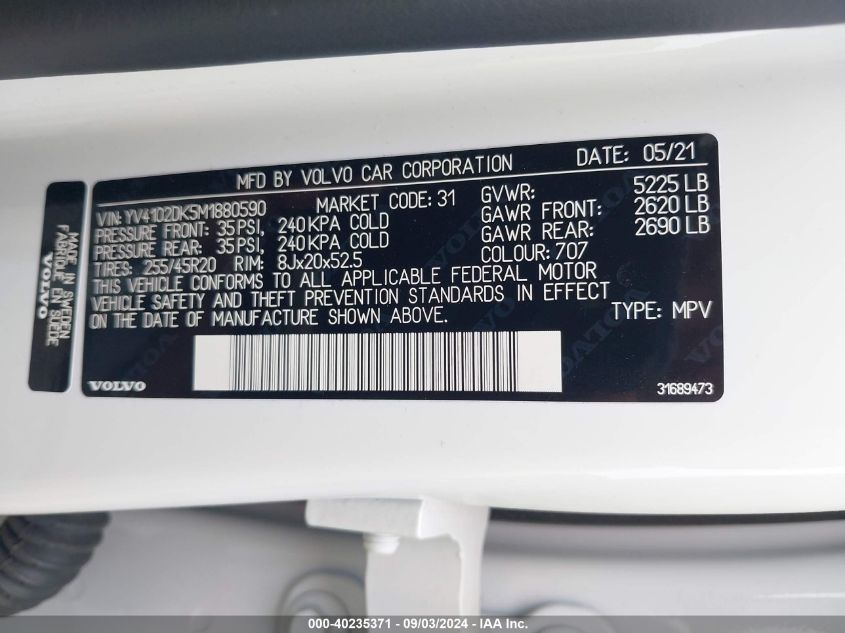 MFD BY VOLVO CAR CORPORATION DATE: 05/21
VIN: YV4102DK5M1880590 MARKET CODE: 31 GVWR: 5225 LB
PRESSURE FRONT: 35PSI, 240KPA COLD GAWR FRONT: 2620 LB
PRESSURE REAR: 35PSI, 240KPA COLD GAWR REAR: 2690 LB
TIRES: 255/45R20 RIM: 8Jx20x52.5 COLOUR: 707
THIS VEHICLE CONFORMS TO ALL APPLICABLE FEDERAL MOTOR
VEHICLE SAFETY AND THEFT PREVENTION STANDARDS IN EFFECT
ON THE DATE OF MANUFACTURE SHOWN ABOVE. TYPE: MPV
VOLVO 31689473
MADE IN SWEDEN
FABRIQUE EN SUEDE
VOLVO
000-40235371 - 09/03/2024 - IAA Inc.